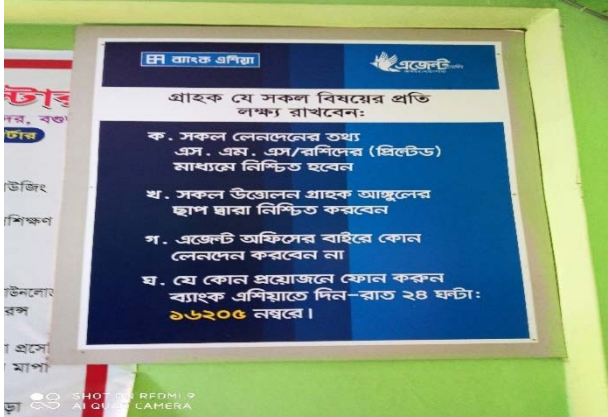 ব্যাংক এশিয়া
এজেন্ট
গ্রাহক যে সকল বিষয়ের প্রতি
লক্ষ্য রাখবেন:
ক. সকল লেনদেনের তথ্য
এস. এম. এস/রশিদের (প্রিন্টেড)
মাধ্যমে নিশ্চিত হবেন
খ. সকল উত্তোলন গ্রাহক আঙ্গুলের
ছাপ দ্বারা নিশ্চিত করবেন
গ. এজেন্ট অফিসের বাইরে কোন
লেনদেন করবেন না
ঘ. যে কোন প্রয়োজনে ফোন করুন
ব্যাংক এশিয়াতে দিন-রাত ২৪ ঘন্টা:
১৬২০৫ নম্বরে।
SHOT ON REDMI 9
AI QUAD CAMERA